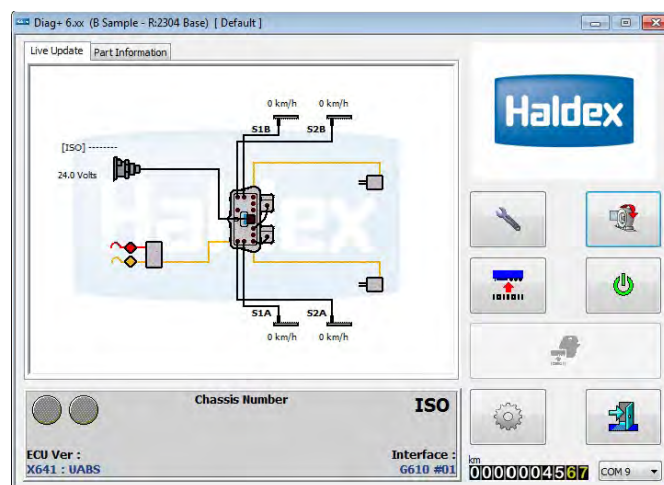 Diag+ 6.xx (B Sample - R:2304 Base) [ Default ]
Live Update Part Information
0 km/h 0 km/h
S1B S2B
[ISO] --------
24.0 Volts
Haldex
S1A S2A
0 km/h 0 km/h
Haldex
Chassis Number
ISO
ECU Ver :
X641 : UABS
Interface :
G610 #01
km
0000004567
COM 9